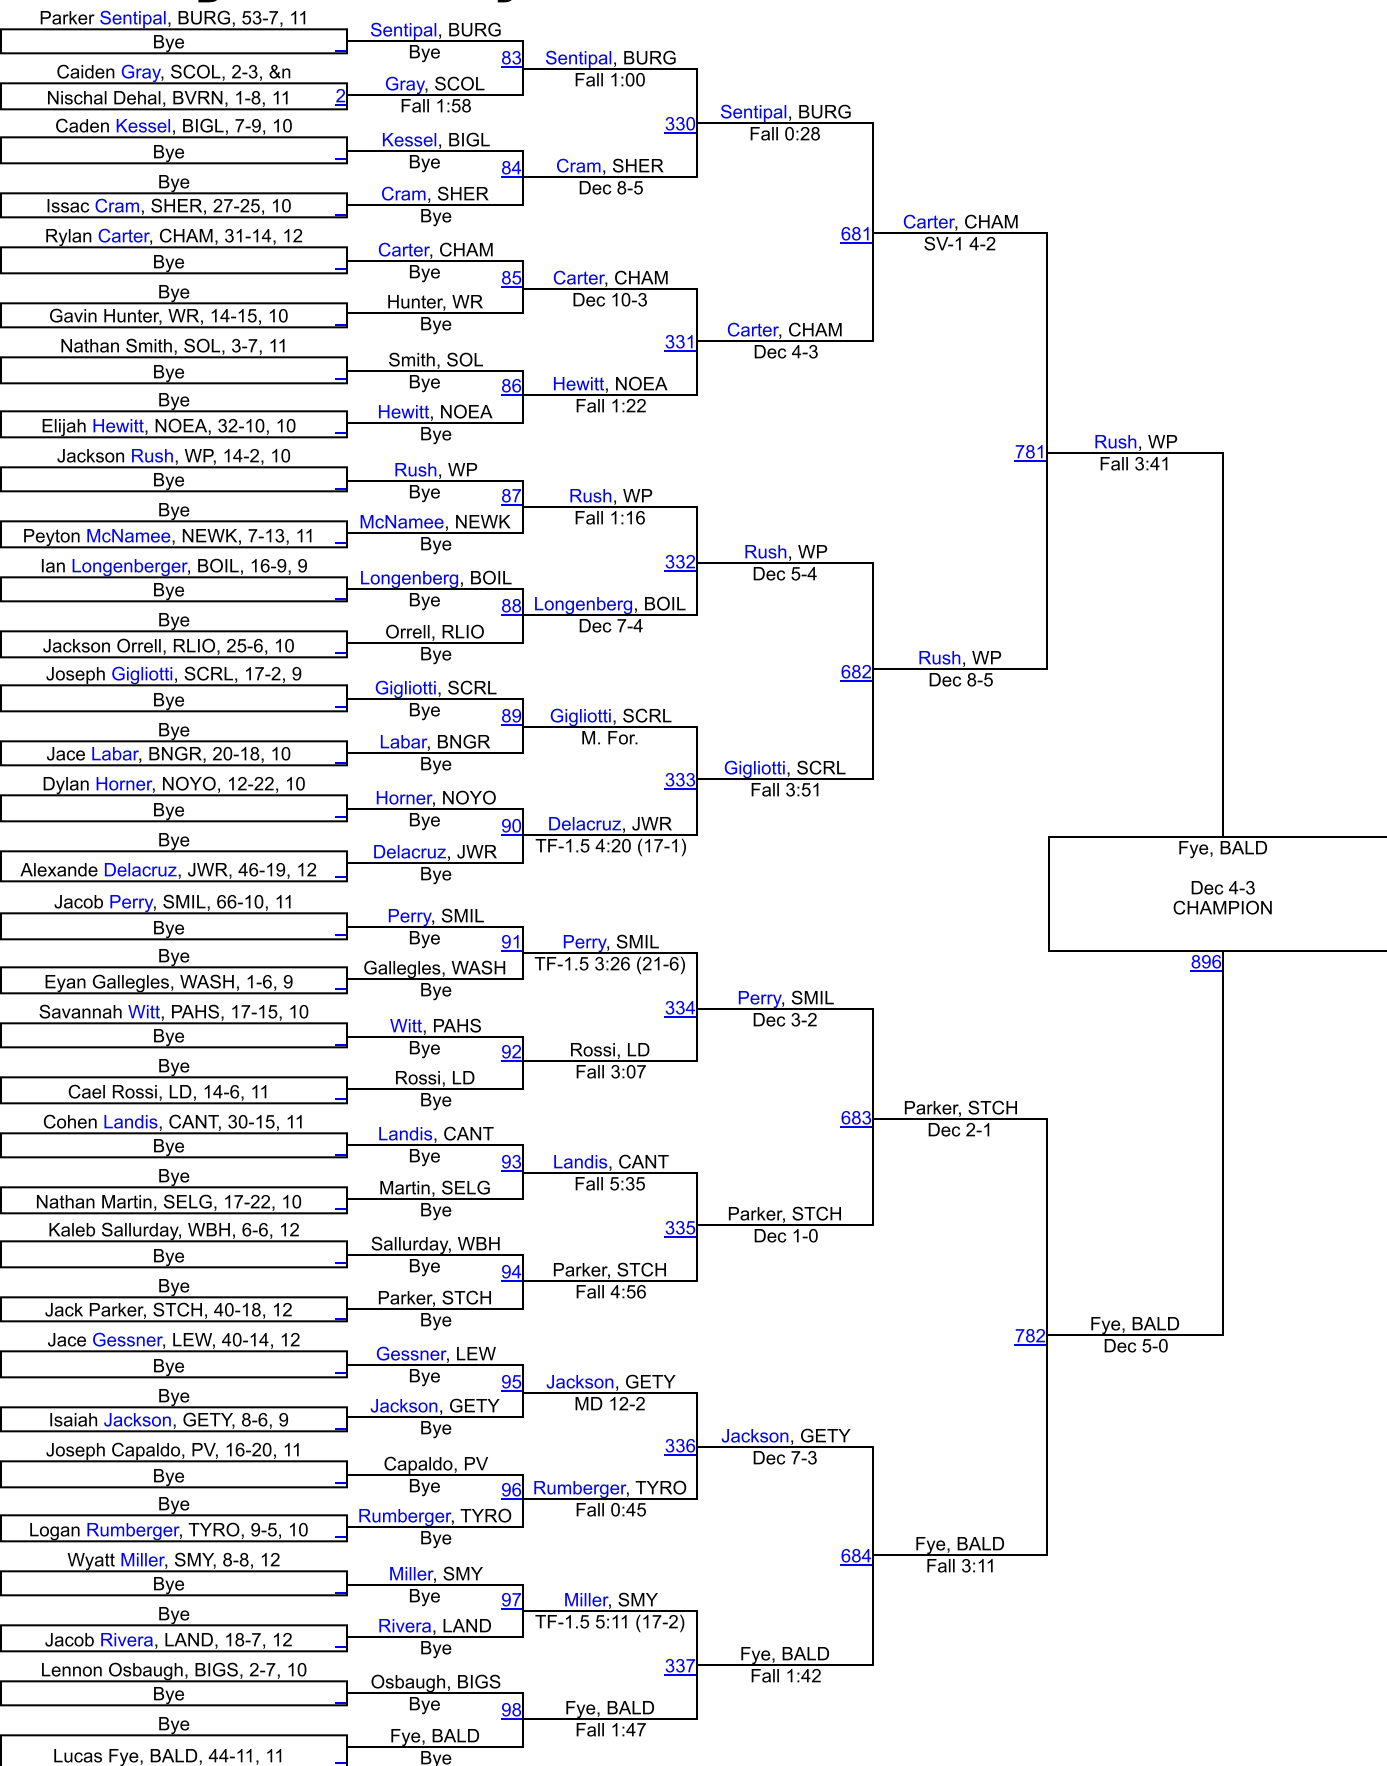 Parker Sentipal, BURG, 53-7, 11
Bye
Caiden Gray, SCOL, 2-3, &n
Nischal Dehal, BVRN, 1-8, 11 2
Caden Kessel, BIGL, 7-9, 10
Bye
Bye
Issac Cram, SHER, 27-25, 10
Rylan Carter, CHAM, 31-14, 12
Bye
Bye
Gavin Hunter, WR, 14-15, 10
Nathan Smith, SOL, 3-7, 11
Bye
Bye
Elijah Hewitt, NOEA, 32-10, 10
Jackson Rush, WP, 14-2, 10
Bye
Bye
Peyton McNamee, NEWK, 7-13, 11
Ian Longenberger, BOIL, 16-9, 9
Bye
Bye
Jackson Orrell, RLIO, 25-6, 10
Joseph Gigliotti, SCRL, 17-2, 9
Bye
Bye
Jace Labar, BNGR, 20-18, 10
Dylan Horner, NOYO, 12-22, 10
Bye
Bye
Alexande Delacruz, JWR, 46-19, 12
Jacob Perry, SMIL, 66-10, 11
Bye
Bye
Eyan Gallegles, WASH, 1-6, 9
Savannah Witt, PAHS, 17-15, 10
Bye
Bye
Cael Rossi, LD, 14-6, 11
Cohen Landis, CANT, 30-15, 11
Bye
Bye
Nathan Martin, SELG, 17-22, 10
Kaleb Sallurday, WBH, 6-6, 12
Bye
Bye
Jack Parker, STCH, 40-18, 12
Jace Gessner, LEW, 40-14, 12
Bye
Bye
Isaiah Jackson, GETY, 8-6, 9
Joseph Capaldo, PV, 16-20, 11
Bye
Bye
Logan Rumberger, TYRO, 9-5, 10
Wyatt Miller, SMY, 8-8, 12
Bye
Bye
Jacob Rivera, LAND, 18-7, 12
Lennon Osbaugh, BIGS, 2-7, 10
Bye
Bye
Lucas Fye, BALD, 44-11, 11
Sentipal, BURG
Bye
83
Gray, SCOL
Fall 1:58
Kessel, BIGL
Bye
84
Cram, SHER
Bye
Carter, CHAM
Bye
85
Hunter, WR
Bye
Smith, SOL
Bye
86
Hewitt, NOEA
Bye
Rush, WP
Bye
87
McNamee, NEWK
Bye
Longenberg, BOIL
Bye
88
Orrell, RLIO
Bye
Gigliotti, SCRL
Bye
89
Labar, BNGR
Bye
Horner, NOYO
Bye
90
Delacruz, JWR
Bye
Perry, SMIL
Bye
91
Gallegles, WASH
Bye
Witt, PAHS
Bye
92
Rossi, LD
Bye
Landis, CANT
Bye
93
Martin, SELG
Bye
Sallurday, WBH
Bye
94
Parker, STCH
Bye
Gessner, LEW
Bye
95
Jackson, GETY
Bye
Capaldo, PV
Bye
96
Rumberger, TYRO
Bye
Miller, SMY
Bye
97
Rivera, LAND
Bye
Osbaugh, BIGS
Bye
98
Fye, BALD
Bye
Sentipal, BURG
Fall 1:00
330
Cram, SHER
Dec 8-5
Carter, CHAM
Dec 10-3
331
Hewitt, NOEA
Fall 1:22
Rush, WP
Fall 1:16
332
Longenberg, BOIL
Dec 7-4
Gigliotti, SCRL
M. For.
333
Delacruz, JWR
TF-1.5 4:20 (17-1)
Perry, SMIL
TF-1.5 3:26 (21-6)
334
Rossi, LD
Fall 3:07
Landis, CANT
Fall 5:35
335
Parker, STCH
Fall 4:56
Jackson, GETY
MD 12-2
336
Rumberger, TYRO
Fall 0:45
Miller, SMY
TF-1.5 5:11 (17-2)
337
Fye, BALD
Fall 1:47
Sentipal, BURG
Fall 0:28
681
Carter, CHAM
Dec 4-3
Rush, WP
Dec 5-4
682
Gigliotti, SCRL
Fall 3:51
Perry, SMIL
Dec 3-2
683
Parker, STCH
Dec 1-0
Jackson, GETY
Dec 7-3
684
Fye, BALD
Fall 1:42
Carter, CHAM
SV-1 4-2
781
Rush, WP
Dec 8-5
Parker, STCH
Dec 2-1
782
Fye, BALD
Fall 3:11
Rush, WP
Fall 3:41
Fye, BALD
Dec 4-3
CHAMPION
896
Fye, BALD
Dec 5-0